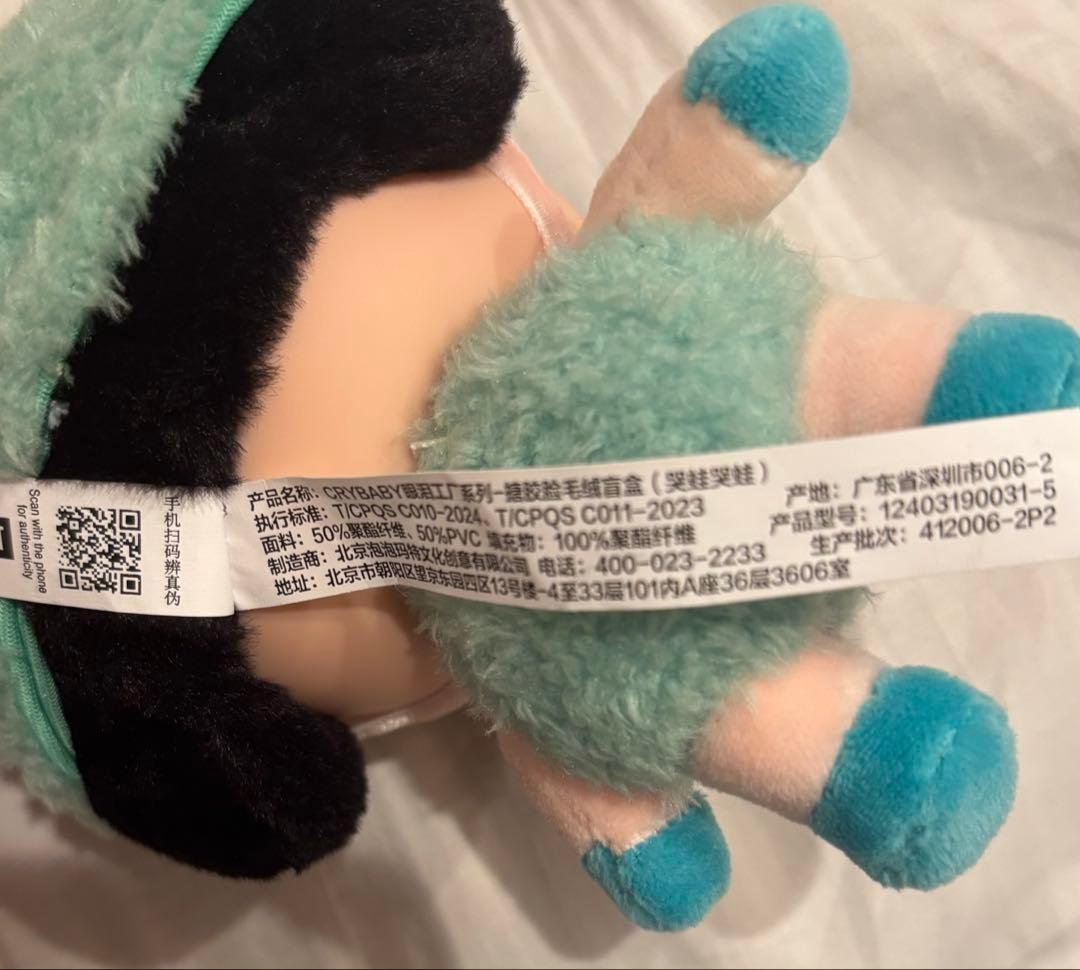 Scan with the phone
for authenticity
手机扫码辨真伪
产品名称：CRYBABY眼泪工厂系列-搪胶脸毛绒盲盒（哭娃哭娃）
执行标准：T/CPQS C010-2024、T/CPQS C011-2023
面料：50%聚酯纤维、50%PVC 填充物：100%聚酯纤维
制造商：北京泡泡玛特文化创意有限公司 电话：400-023-2233
地址：北京市朝阳区望京东园四区13号楼-4至33层101内A座36层3606室
产地：广东省深圳市006-2
产品型号：12403190031-5
生产批次：412006-2P2